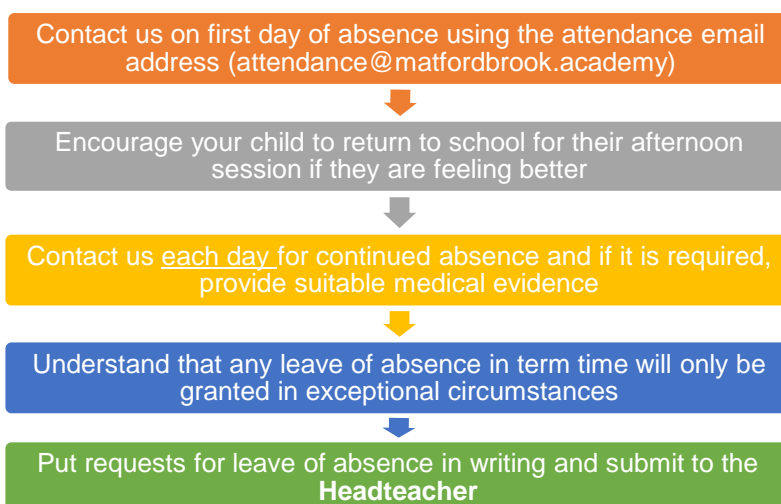 Contact us on first day of absence using the attendance email
address (attendance@matfordbrook.academy)
Encourage your child to return to school for their afternoon
session if they are feeling better
Contact us each day for continued absence and if it is required,
provide suitable medical evidence
Understand that any leave of absence in term time will only be
granted in exceptional circumstances
Put requests for leave of absence in writing and submit to the
Headteacher